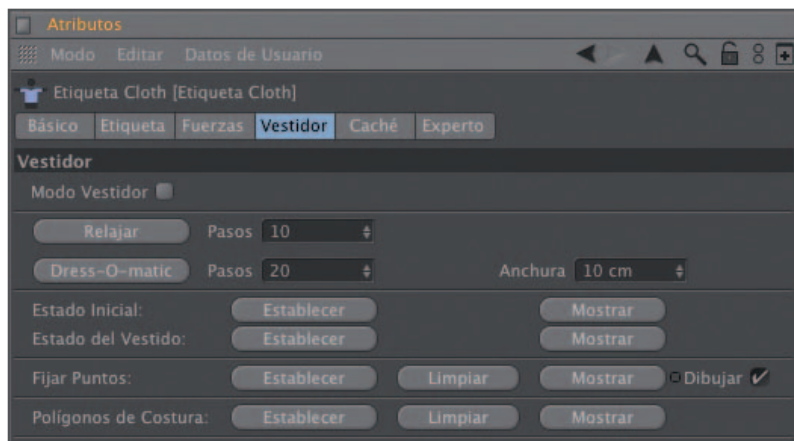 Atributos
Modo Editar Datos de Usuario
Etiqueta Cloth [Etiqueta Cloth]
Básico Etiqueta Fuerzas Vestidor Caché Experto
Vestidor
Modo Vestidor
Relajar Pasos 10
Dress-O-matic Pasos 20 Anchura 10 cm
Estado Inicial: Establecer Mostrar
Estado del Vestido: Establecer Mostrar
Fijar Puntos: Establecer Limpiar Mostrar Dibujar
Polígonos de Costura: Establecer Limpiar Mostrar